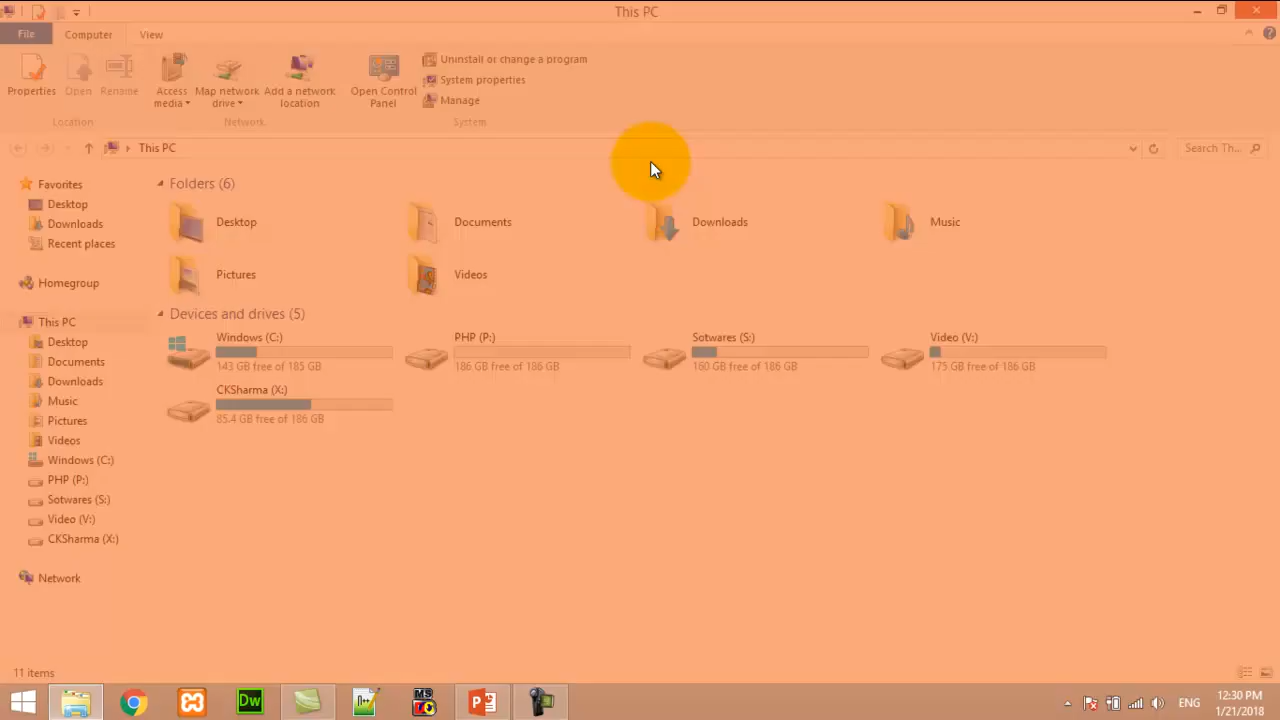 This PC
File Computer View
Properties Open Rename Access media Map network drive Add a network location Open Control Panel
Uninstall or change a program
System properties
Manage
Location Network System
This PC Search Th...
Favorites
Desktop
Downloads
Recent places
Homegroup
This PC
Desktop
Documents
Downloads
Music
Pictures
Videos
Windows (C:)
PHP (P:)
Sotwares (S:)
Video (V:)
CKSharma (X:)
Network
Folders (6)
Desktop Documents Downloads Music
Pictures Videos
Devices and drives (5)
Windows (C:) PHP (P:) Sotwares (S:) Video (V:)
143 GB free of 185 GB 186 GB free of 186 GB 160 GB free of 186 GB 175 GB free of 186 GB
CKSharma (X:)
85.4 GB free of 186 GB
11 items
Dw MS P ENG 12:30 PM
1/21/2018